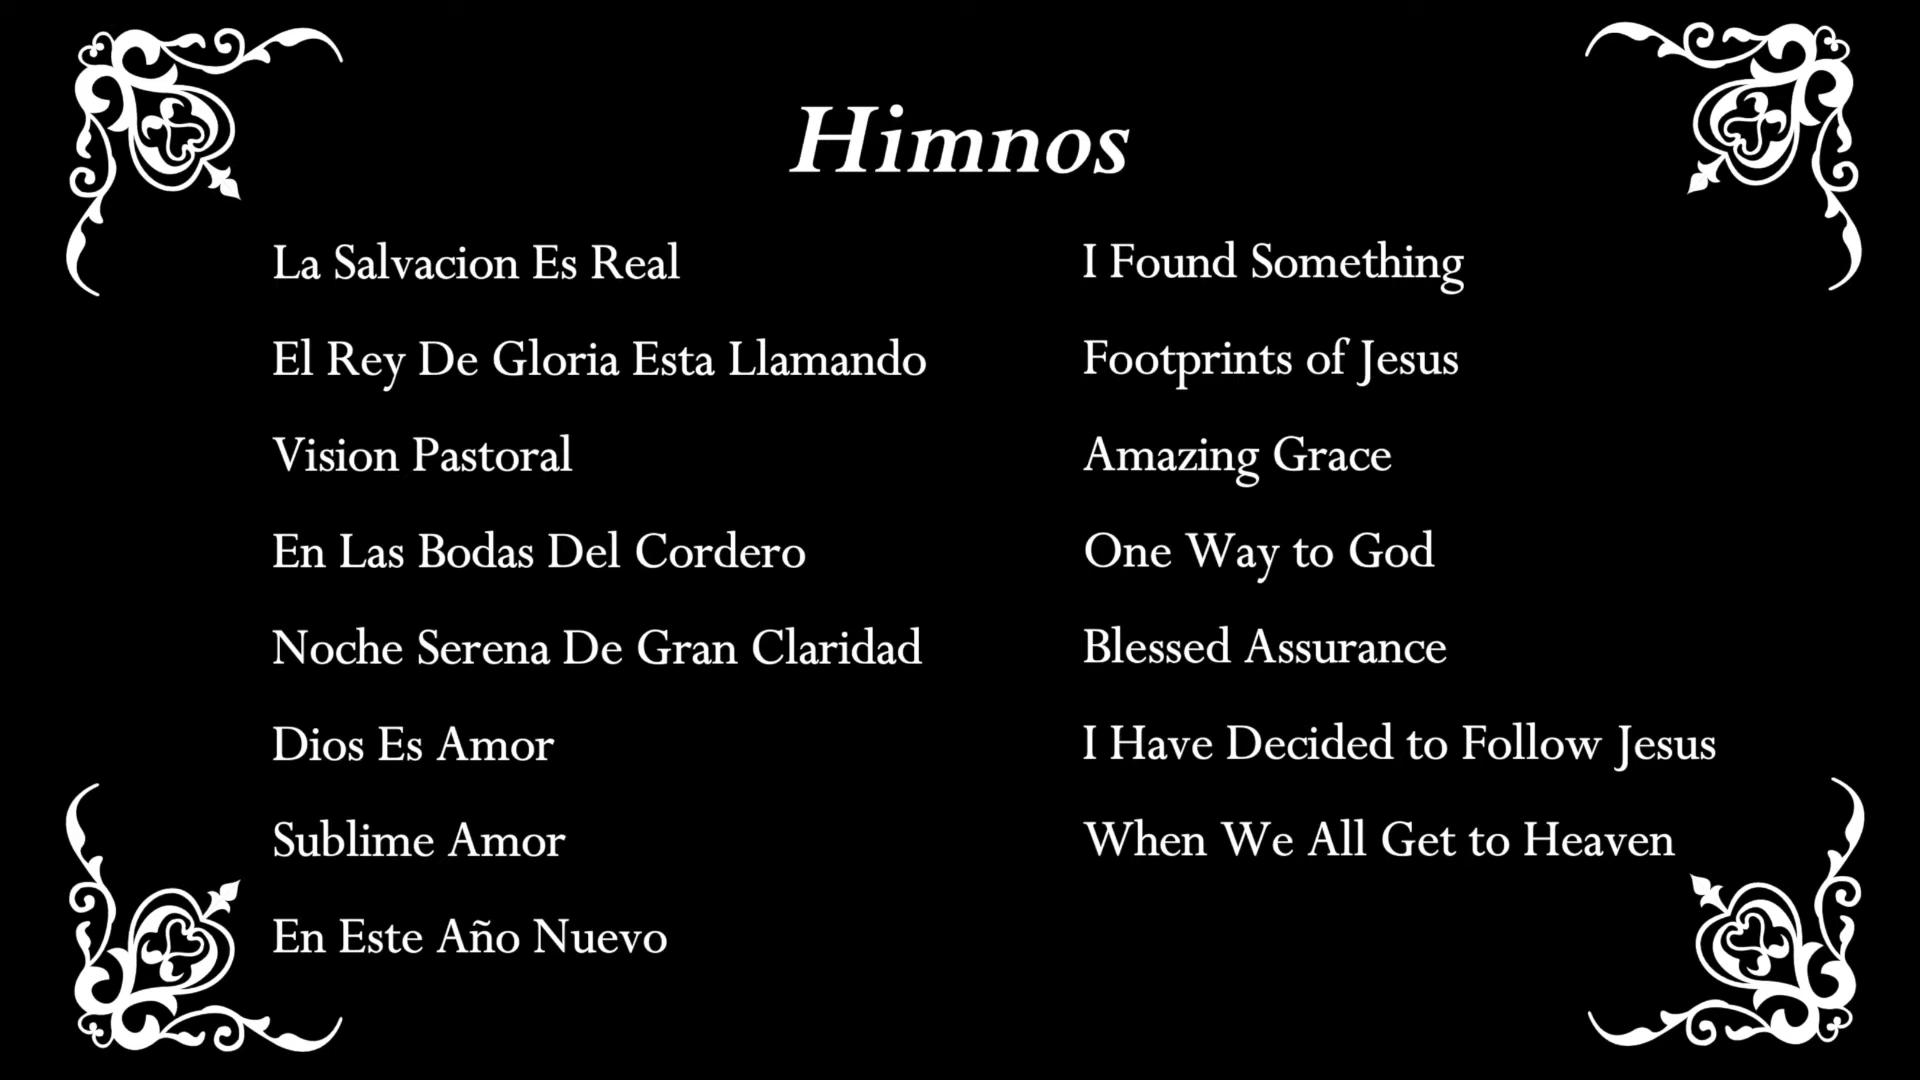 Himnos
La Salvacion Es Real
El Rey De Gloria Esta Llamando
Vision Pastoral
En Las Bodas Del Cordero
Noche Serena De Gran Claridad
Dios Es Amor
Sublime Amor
En Este Año Nuevo
I Found Something
Footprints of Jesus
Amazing Grace
One Way to God
Blessed Assurance
I Have Decided to Follow Jesus
When We All Get to Heaven